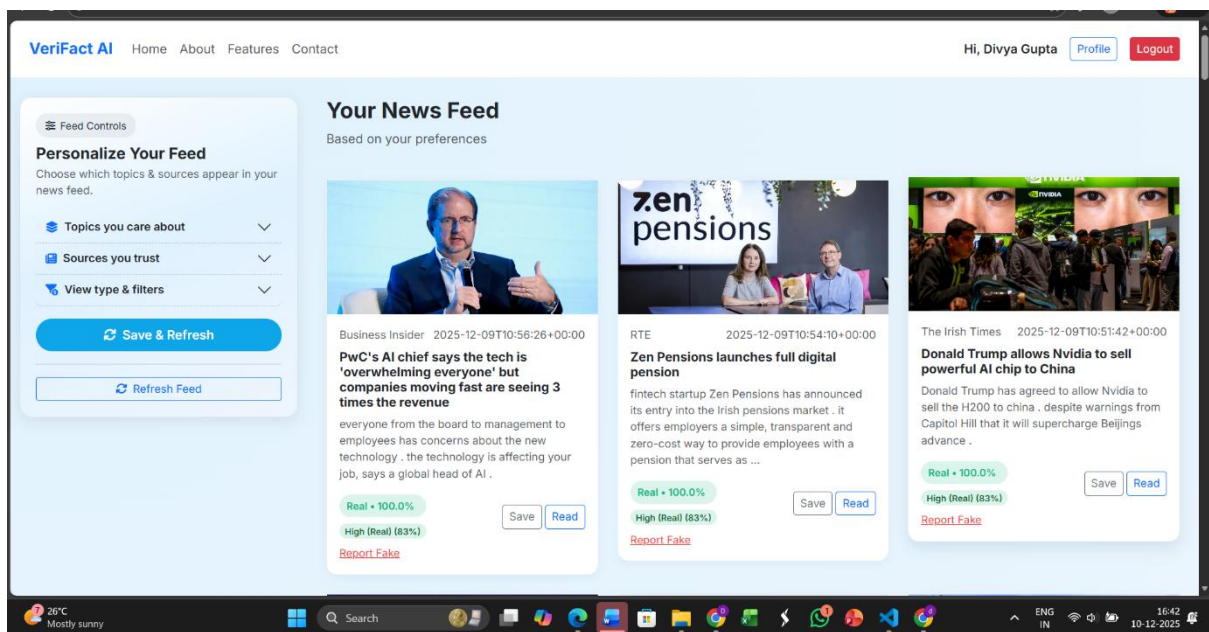 VeriFact AI Home About Features Contact
Hi, Divya Gupta Profile Logout
Feed Controls
Personalize Your Feed
Choose which topics & sources appear in your
news feed.
Topics you care about
Sources you trust
View type & filters
Save & Refresh
Refresh Feed
Your News Feed
Based on your preferences
Business Insider 2025-12-09T10:56:26+00:00
PwC's AI chief says the tech is
'overwhelming everyone' but
companies moving fast are seeing 3
times the revenue
everyone from the board to management to
employees has concerns about the new
technology . the technology is affecting your
job, says a global head of AI .
Real • 100.0%
High (Real) (83%)
Save Read
Report Fake
zen
pensions
RTE 2025-12-09T10:54:10+00:00
Zen Pensions launches full digital
pension
fintech startup Zen Pensions has announced
its entry into the Irish pensions market . it
offers employers a simple, transparent and
zero-cost way to provide employees with a
pension that serves as ...
Real • 100.0%
High (Real) (83%)
Save Read
Report Fake
NVIDIA
NVIDIA
The Irish Times 2025-12-09T10:51:42+00:00
Donald Trump allows Nvidia to sell
powerful AI chip to China
Donald Trump has agreed to allow Nvidia to
sell the H200 to china . despite warnings from
Capitol Hill that it will supercharge Beijings
advance .
Real • 100.0%
High (Real) (83%)
Save Read
Report Fake
26°C
Mostly sunny
Search
ENG
IN
16:42
10-12-2025